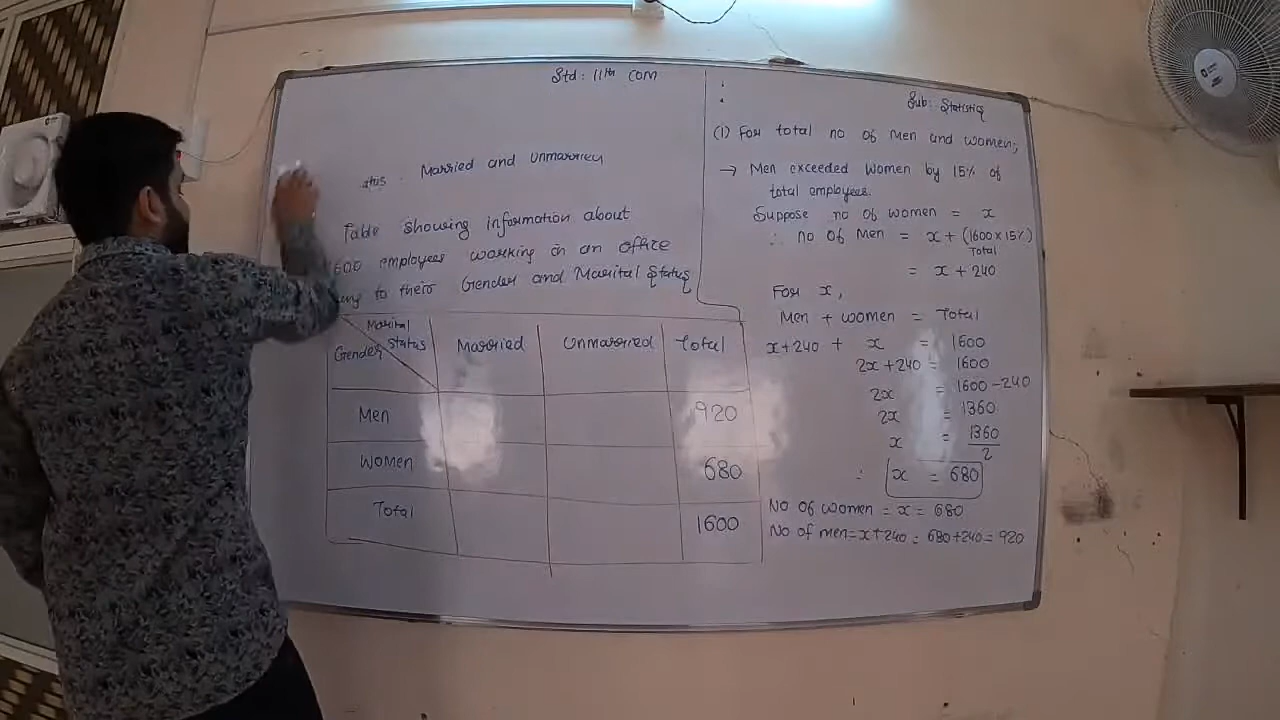 Std: 11th com
atus : Married and unmarried
Table showing information about
600 employees working in an office
ing to their Gender and Marital Status
Marital
Status
Gender
Married
Unmarried
Total
Men
920
Women
680
Total
1600
Sub: Statistiq
(1) For total no of Men and women;
→ Men exceeded Women by 15% of
total employees.
Suppose no of women = x
∴ no of Men = x + (1600 x 15%)
Total
= x + 240
For x,
Men + women = Total
x+240 + x = 1600
2x+240 = 1600
2x = 1600 - 240
2x = 1360
x = 1360
2
∴ x = 680
No of women = x = 680
No of men = x+240 = 680+240 = 920